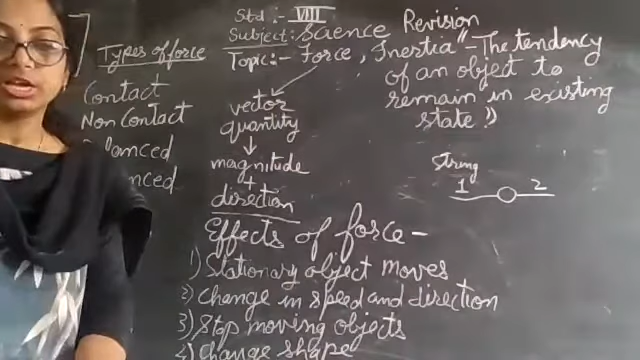 Std :- VIII
Subject: Science Revision
Topic:- Force, Inertia "- The tendency
of an object to
remain in existing
state "
Types of force
Contact
Non Contact
vector
quantity
magnitude
+
direction
String
1 2
Effects of force -
1) Stationary object moves
2) Change in speed and direction
3) Stop moving objects
4) Change shape